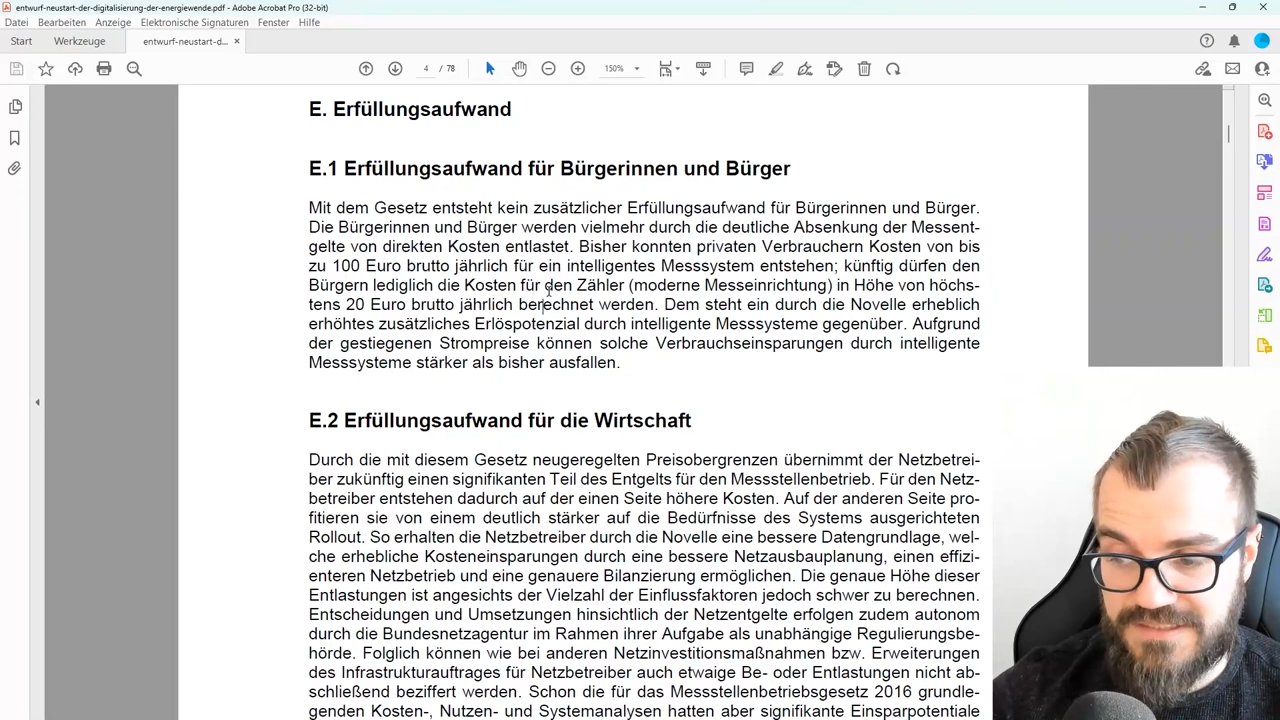 entwurf-neustart-der-digitalisierung-der-energiewende.pdf - Adobe Acrobat Pro (32-bit)
Datei Bearbeiten Anzeige Elektronische Signaturen Fenster Hilfe
Start Werkzeuge entwurf-neustart-d... ×
4 / 78 150%
E. Erfüllungsaufwand
E.1 Erfüllungsaufwand für Bürgerinnen und Bürger
Mit dem Gesetz entsteht kein zusätzlicher Erfüllungsaufwand für Bürgerinnen und Bürger.
Die Bürgerinnen und Bürger werden vielmehr durch die deutliche Absenkung der Messent-
gelte von direkten Kosten entlastet. Bisher konnten privaten Verbrauchern Kosten von bis
zu 100 Euro brutto jährlich für ein intelligentes Messsystem entstehen; künftig dürfen den
Bürgern lediglich die Kosten für den Zähler (moderne Messeinrichtung) in Höhe von höchs-
tens 20 Euro brutto jährlich berechnet werden. Dem steht ein durch die Novelle erheblich
erhöhtes zusätzliches Erlöspotenzial durch intelligente Messsysteme gegenüber. Aufgrund
der gestiegenen Strompreise können solche Verbrauchseinsparungen durch intelligente
Messsysteme stärker als bisher ausfallen.
E.2 Erfüllungsaufwand für die Wirtschaft
Durch die mit diesem Gesetz neugeregelten Preisobergrenzen übernimmt der Netzbetrei-
ber zukünftig einen signifikanten Teil des Entgelts für den Messstellenbetrieb. Für den Netz-
betreiber entstehen dadurch auf der einen Seite höhere Kosten. Auf der anderen Seite pro-
fitieren sie von einem deutlich stärker auf die Bedürfnisse des Systems ausgerichteten
Rollout. So erhalten die Netzbetreiber durch die Novelle eine bessere Datengrundlage, wel-
che erhebliche Kosteneinsparungen durch eine bessere Netzausbauplanung, einen effizi-
enteren Netzbetrieb und eine genauere Bilanzierung ermöglichen. Die genaue Höhe dieser
Entlastungen ist angesichts der Vielzahl der Einflussfaktoren jedoch schwer zu berechnen.
Entscheidungen und Umsetzungen hinsichtlich der Netzentgelte erfolgen zudem autonom
durch die Bundesnetzagentur im Rahmen ihrer Aufgabe als unabhängige Regulierungsbe-
hörde. Folglich können wie bei anderen Netzinvestitionsmaßnahmen bzw. Erweiterungen
des Infrastrukturauftrages für Netzbetreiber auch etwaige Be- oder Entlastungen nicht ab-
schließend beziffert werden. Schon die für das Messstellenbetriebsgesetz 2016 grundle-
genden Kosten-, Nutzen- und Systemanalysen hatten aber signifikante Einsparpotentiale